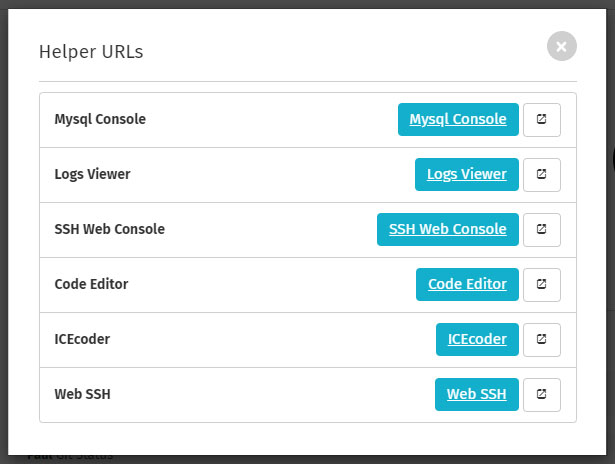 Helper URLs
Mysql Console Mysql Console
Logs Viewer Logs Viewer
SSH Web Console SSH Web Console
Code Editor Code Editor
ICEcoder ICEcoder
Web SSH Web SSH